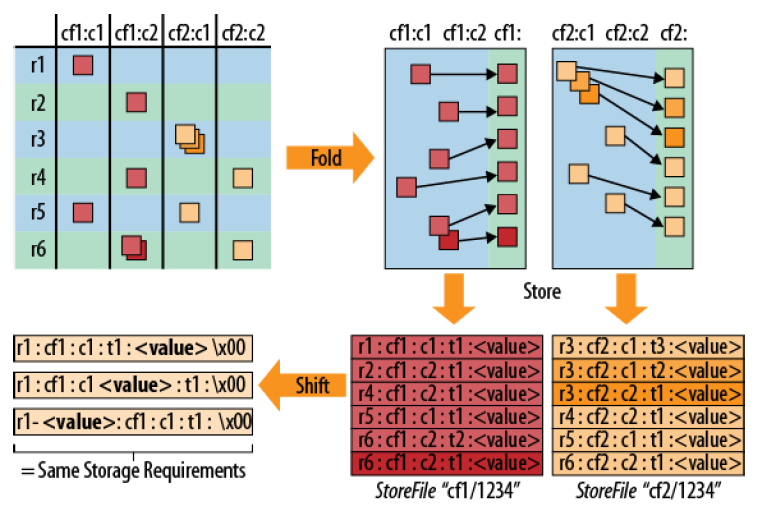 cf1:c1 cf1:c2 cf2:c1 cf2:c2
r1
r2
r3
r4
r5
r6
Fold
cf1:c1 cf1:c2 cf1:
cf2:c1 cf2:c2 cf2:
Store
r1 : cf1 : c1 : t1 : <value>
r2 : cf1 : c2 : t1 : <value>
r4 : cf1 : c2 : t1 : <value>
r5 : cf1 : c1 : t1 : <value>
r6 : cf1 : c2 : t2 : <value>
r6 : cf1 : c2 : t1 : <value>
StoreFile "cf1/1234"
r3 : cf2 : c1 : t3 : <value>
r3 : cf2 : c1 : t2 : <value>
r3 : cf2 : c2 : t1 : <value>
r4 : cf2 : c2 : t1 : <value>
r5 : cf2 : c1 : t1 : <value>
r6 : cf2 : c2 : t1 : <value>
StoreFile "cf2/1234"
Shift
r1 : cf1 : c1 : t1 : <value> \x00
r1 : cf1 : c1 <value> : t1 : \x00
r1- <value> : cf1 : c1 : t1 : \x00
= Same Storage Requirements